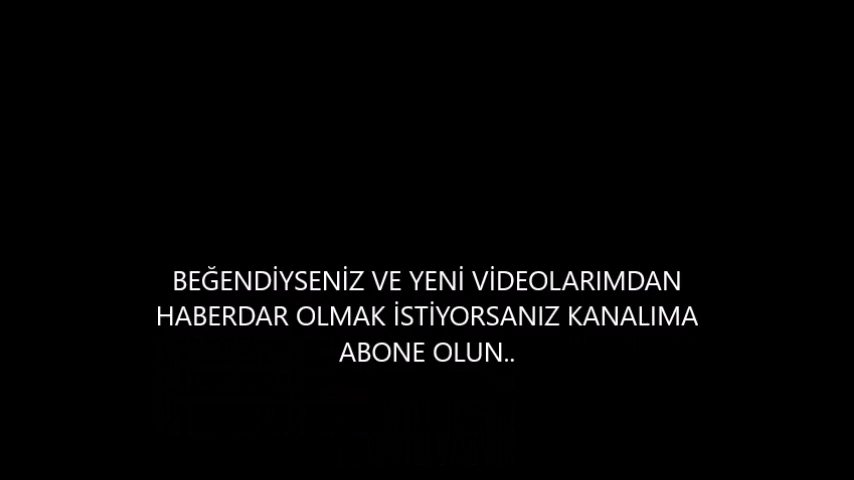 BEĞENDİYSENİZ VE YENİ VİDEOLARIMDAN
HABERDAR OLMAK İSTİYORSANIZ KANALIMA
ABONE OLUN..